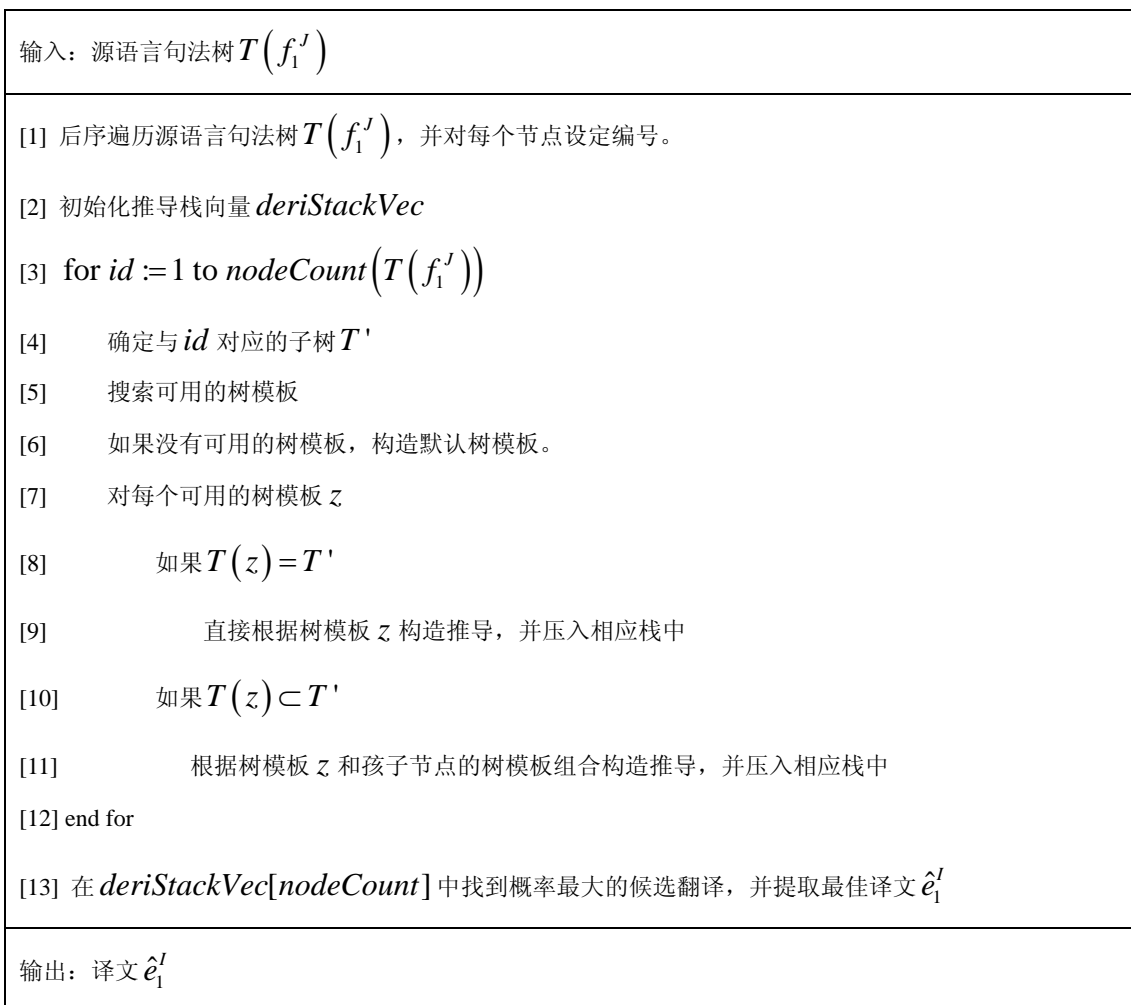 输入：源语言句法树 T(f₁ᴶ)
[1] 后序遍历源语言句法树 T(f₁ᴶ)，并对每个节点设定编号。
[2] 初始化推导栈向量 deriStackVec
[3] for id := 1 to nodeCount(T(f₁ᴶ))
[4] 确定与 id 对应的子树 T'
[5] 搜索可用的树模板
[6] 如果没有可用的树模板，构造默认树模板。
[7] 对每个可用的树模板 z
[8] 如果 T(z) = T'
[9] 直接根据树模板 z 构造推导，并压入相应栈中
[10] 如果 T(z) ⊂ T'
[11] 根据树模板 z 和孩子节点的树模板组合构造推导，并压入相应栈中
[12] end for
[13] 在 deriStackVec[nodeCount] 中找到概率最大的候选翻译，并提取最佳译文 ê₁ᴵ
输出：译文 ê₁ᴵ